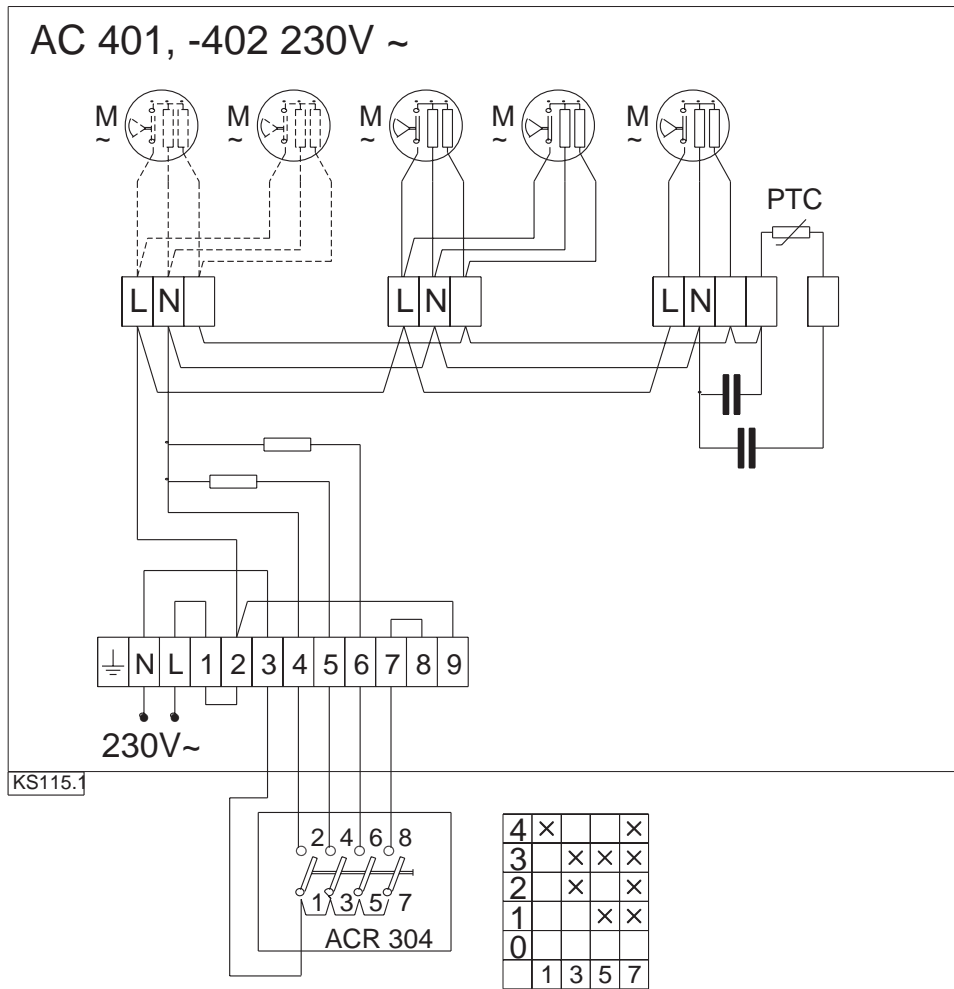 AC 401, -402 230V ~
M ~ M ~ M ~ M ~ M ~
PTC
L N L N L N
N L 1 2 3 4 5 6 7 8 9
230V~
KS115.1
2 4 6 8
1 3 5 7
ACR 304
4 × ×
3 × × ×
2 × ×
1 × ×
0
1 3 5 7